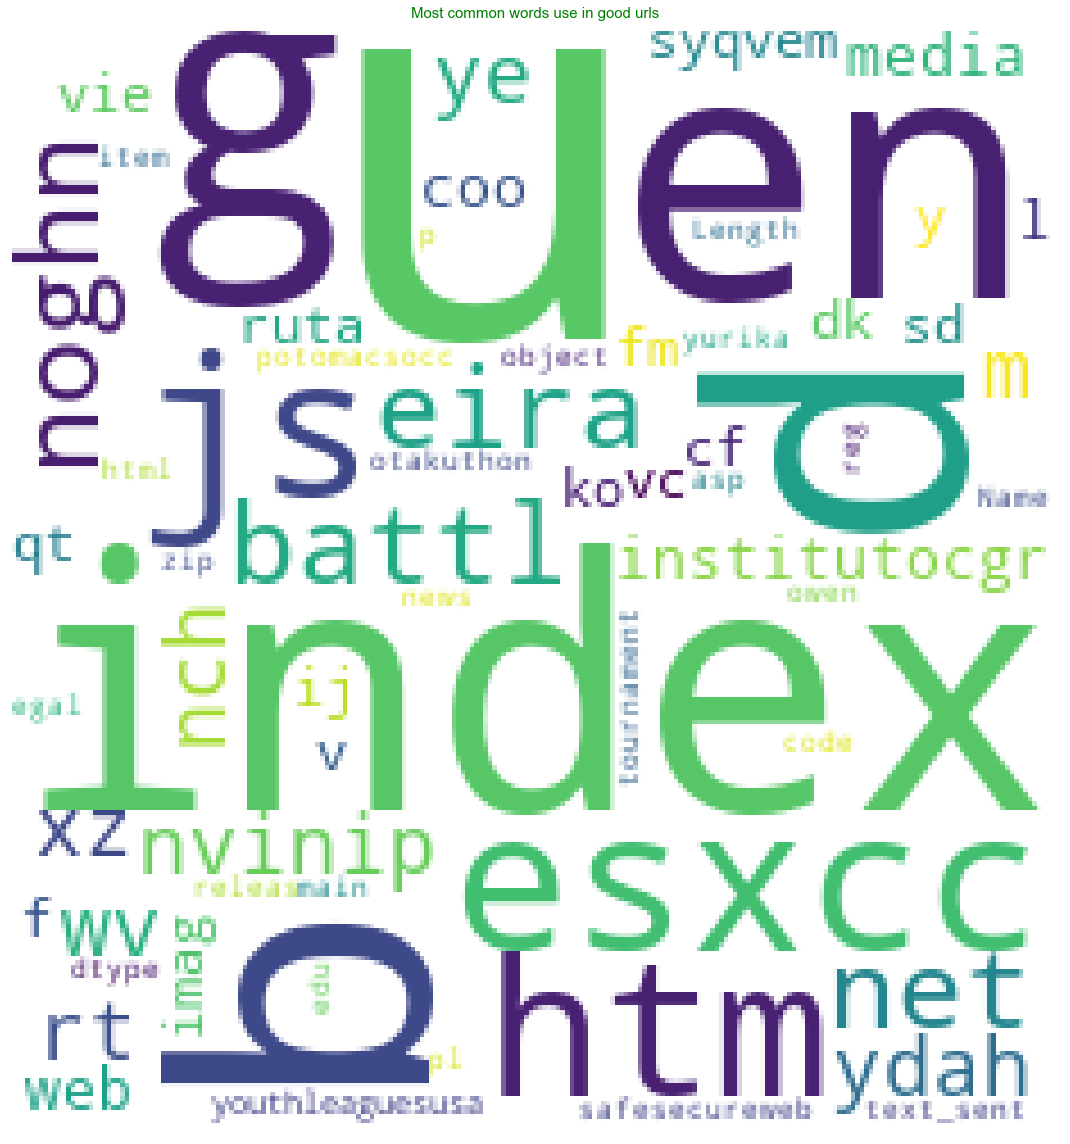 Most common words use in good urls
syqvem
media
vie
ye
g
u
en
item
coo
p
Length
y
l
noghn
ruta
dk
sd
fm
yurika
potomacsocc
object
m
js
eira
otakuthon
cf
kovc
asp
Name
html
qt
zip
battl
institutocgr
news
owen
index
nch
tournament
ij
v
egal
code
xz
nvinip
releas
main
esxcc
f
wv
dtype
imag
edu
htm
net
rt
pl
ydah
web
youthleaguesusa
safesecureweb
text_sent